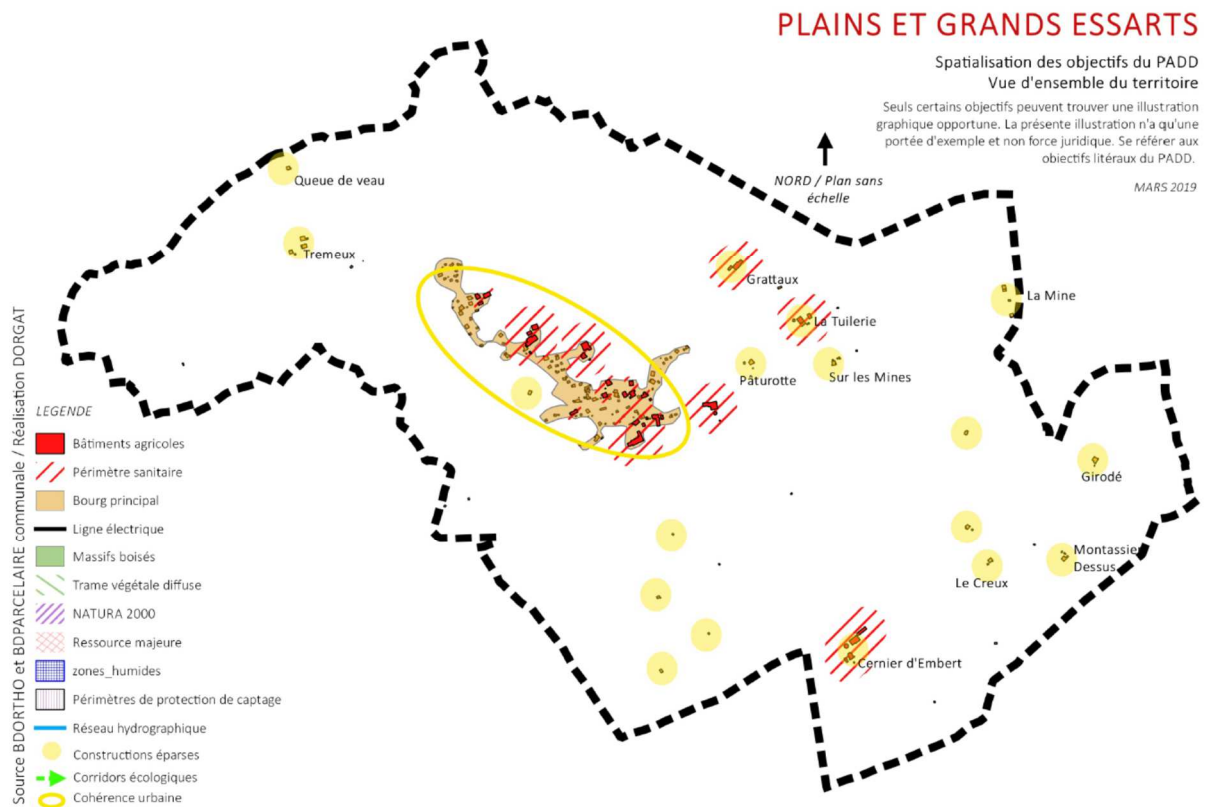 PLAINS ET GRANDS ESSARTS
Spatialisation des objectifs du PADD
Vue d'ensemble du territoire
Seuls certains objectifs peuvent trouver une illustration
graphique opportune. La présente illustration n'a qu'une
portée d'exemple et non force juridique. Se référer aux
objectifs litéraux du PADD.
MARS 2019
NORD / Plan sans
échelle
Queue de veau
Tremeux
Grattaux
La Mine
La Tuilerie
Pâturotte
Sur les Mines
Girodé
Montassier
Dessus
Le Creux
Cernier d'Embert
LEGENDE
Bâtiments agricoles
Périmètre sanitaire
Bourg principal
Ligne électrique
Massifs boisés
Trame végétale diffuse
NATURA 2000
Ressource majeure
zones_humides
Périmètres de protection de captage
Réseau hydrographique
Constructions éparses
Corridors écologiques
Cohérence urbaine
Source BDORTHO et BDPARCELAIRE communale / Réalisation DORGAT